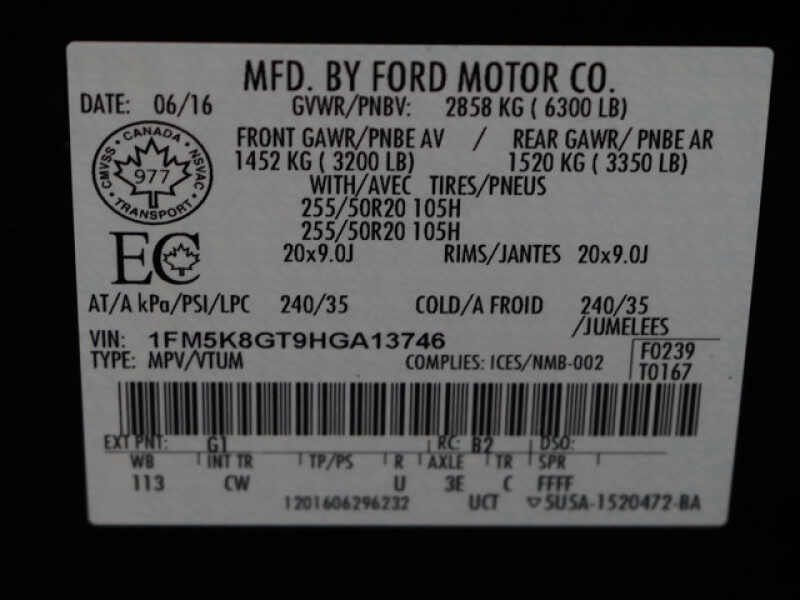 MFD. BY FORD MOTOR CO.
DATE: 06/16 GVWR/PNBV: 2858 KG ( 6300 LB)
FRONT GAWR/PNBE AV / REAR GAWR/ PNBE AR
1452 KG ( 3200 LB) 1520 KG ( 3350 LB)
WITH/AVEC TIRES/PNEUS
255/50R20 105H
255/50R20 105H
20x9.0J RIMS/JANTES 20x9.0J
CANADA
CMVSS NSVAC
977
TRANSPORT
EC
AT/A kPa/PSI/LPC 240/35 COLD/A FROID 240/35
/JUMELEES
VIN: 1FM5K8GT9HGA13746
TYPE: MPV/VTUM COMPLIES: ICES/NMB-002
F0239
T0167
EXT PNT: G1 RC: B2 DSO:
WB INT TR TP/PS R AXLE TR SPR
113 CW U 3E C FFFF
1201606296232 UCT ▽5USA-1520472-BA